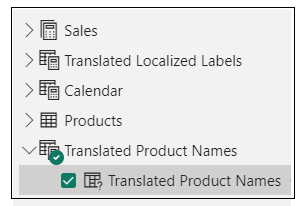 Sales
Translated Localized Labels
Calendar
Products
Translated Product Names
Translated Product Names